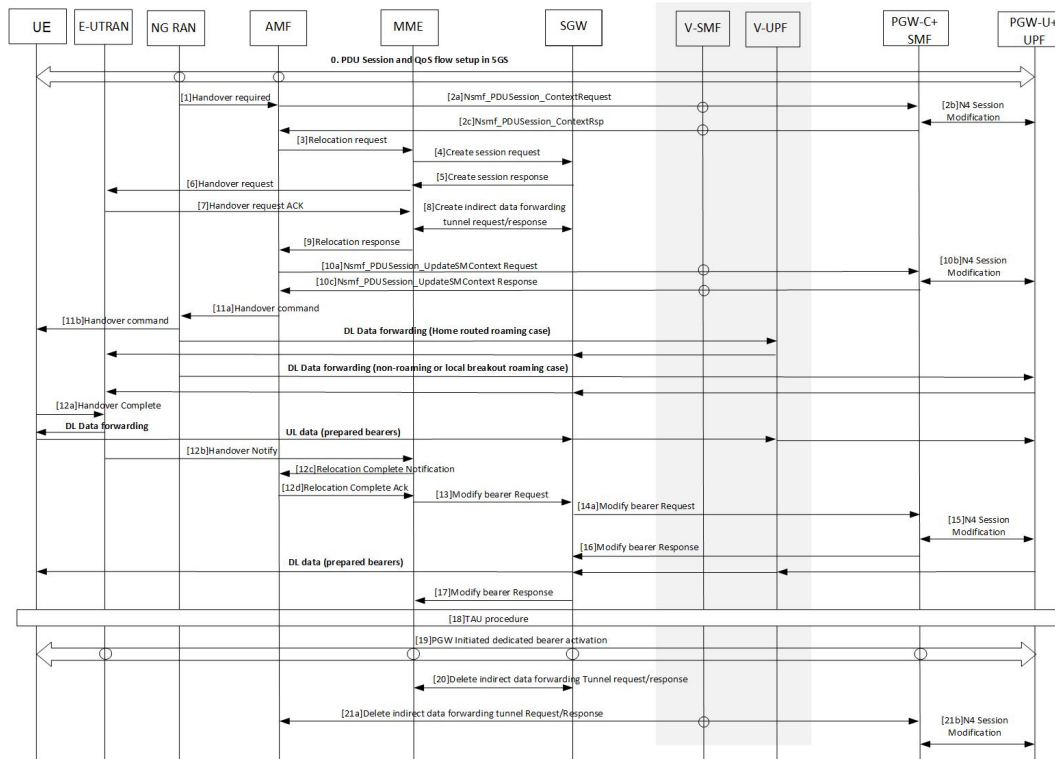 UE
E-UTRAN
NG RAN
AMF
MME
SGW
V-SMF
V-UPF
PGW-C+
SMF
PGW-U+
UPF
0. PDU Session and QoS flow setup in 5GS
[1]Handover required
[2a]Nsmf_PDUSession_ContextRequest
[2b]N4 Session
Modification
[2c]Nsmf_PDUSession_ContextRsp
[3]Relocation request
[4]Create session request
[5]Create session response
[6]Handover request
[7]Handover request ACK
[8]Create indirect data forwarding
tunnel request/response
[9]Relocation response
[10a]Nsmf_PDUSession_UpdateSMContext Request
[10b]N4 Session
Modification
[10c]Nsmf_PDUSession_UpdateSMContext Response
[11a]Handover command
[11b]Handover command
DL Data forwarding (Home routed roaming case)
DL Data forwarding (non-roaming or local breakout roaming case)
[12a]Handover Complete
DL Data forwarding
UL data (prepared bearers)
[12b]Handover Notify
[12c]Relocation Complete Notification
[12d]Relocation Complete Ack
[13]Modify bearer Request
[14a]Modify bearer Request
[15]N4 Session
Modification
[16]Modify bearer Response
DL data (prepared bearers)
[17]Modify bearer Response
[18]TAU procedure
[19]PGW Initiated dedicated bearer activation
[20]Delete indirect data forwarding Tunnel request/response
[21a]Delete indirect data forwarding tunnel Request/Response
[21b]N4 Session
Modification